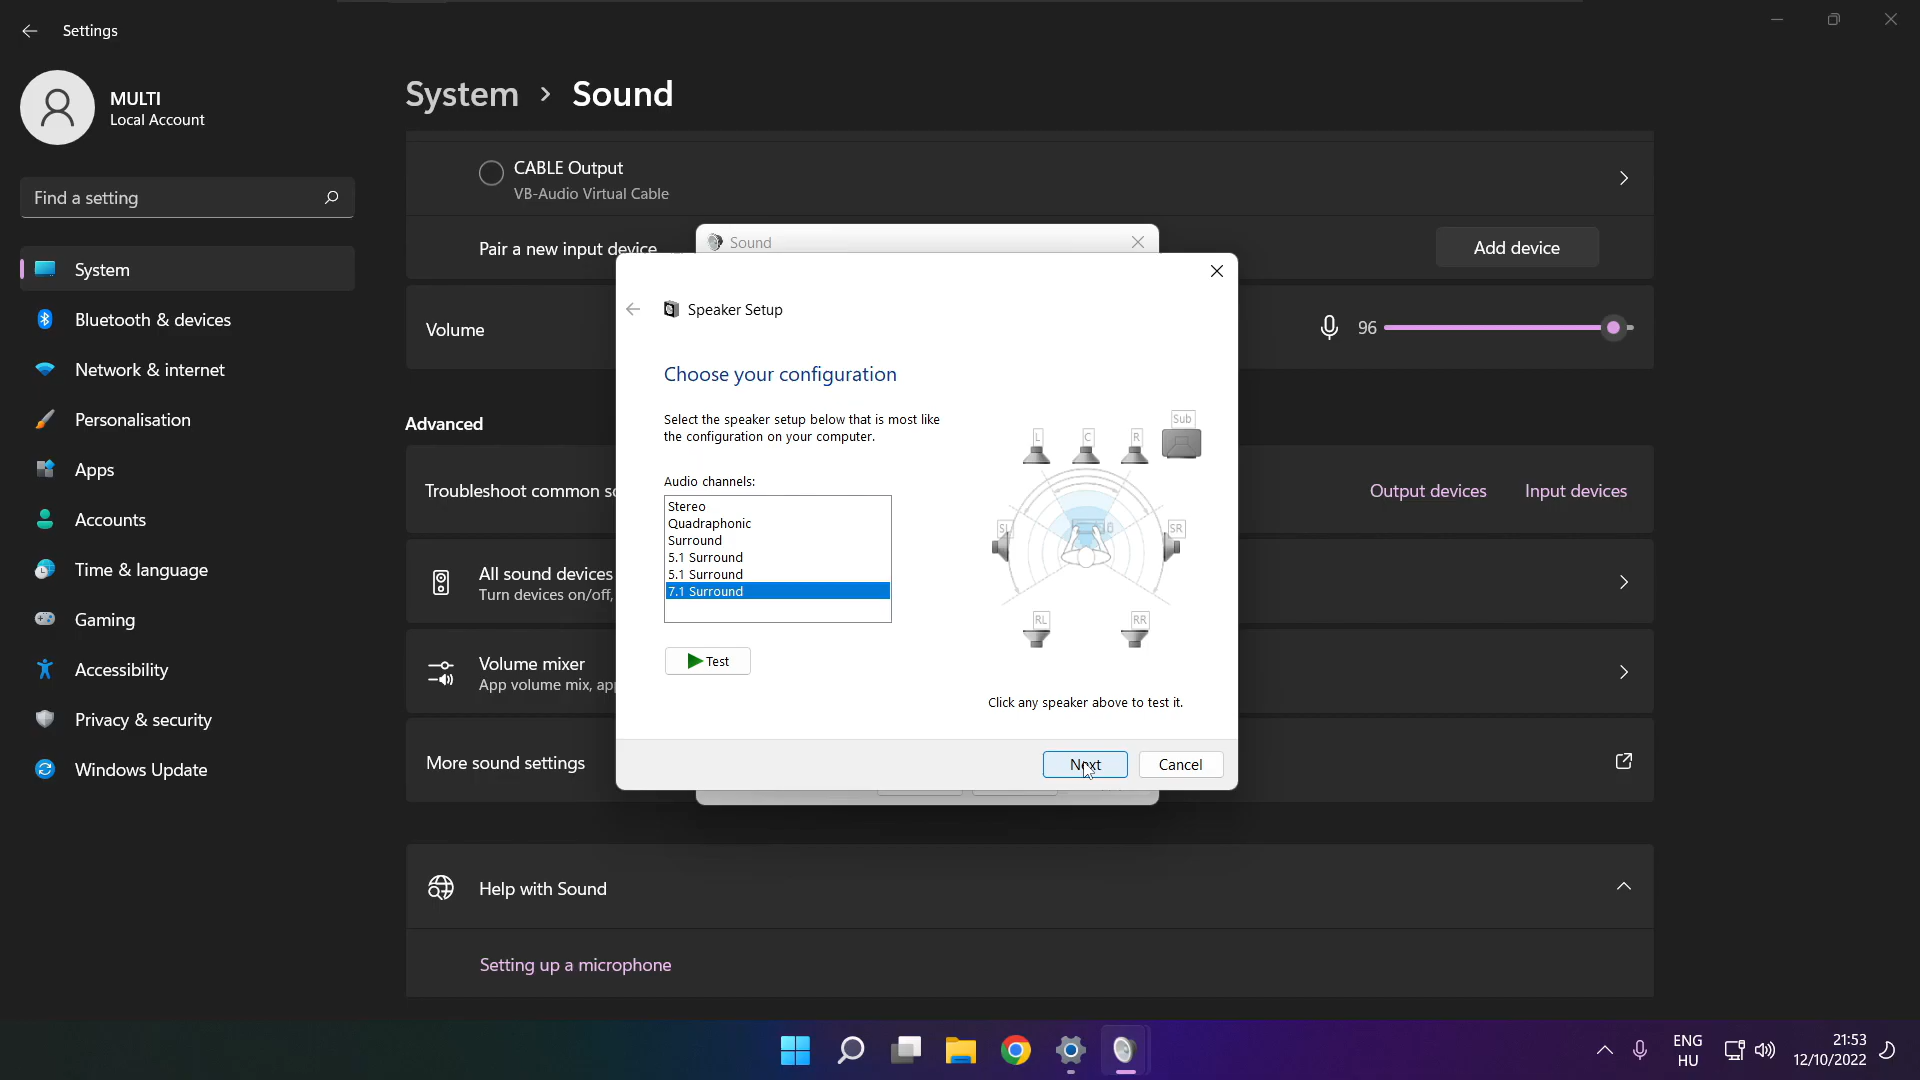 Settings
MULTI
Local Account
Find a setting
System
Bluetooth & devices
Network & internet
Personalisation
Apps
Accounts
Time & language
Gaming
Accessibility
Privacy & security
Windows Update
System > Sound
CABLE Output
VB-Audio Virtual Cable
Pair a new input device
Add device
Volume
96
Advanced
Troubleshoot common
Output devices
Input devices
All sound devices
Turn devices on/off,
Volume mixer
App volume mix,
More sound settings
Help with Sound
Setting up a microphone
Sound
Speaker Setup
Choose your configuration
Select the speaker setup below that is most like
the configuration on your computer.
Audio channels:
Stereo
Quadraphonic
Surround
5.1 Surround
5.1 Surround
7.1 Surround
Test
L
C
R
Sub
SL
SR
RL
RR
Click any speaker above to test it.
Next
Cancel
ENG
HU
21:53
12/10/2022